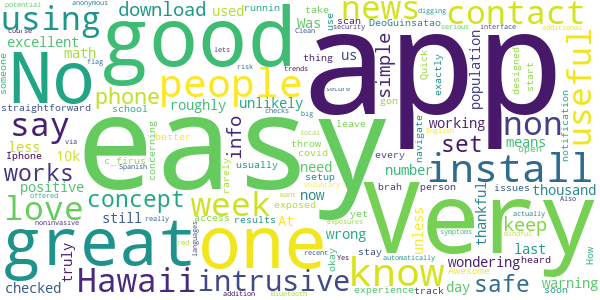 using download used news contact
DeoGuinsatao
excellent
math
phone
No good app
people
simple
us
thing
exactly
population
designed
start
Quick
interface
useful
straightforward
someone
school
roughly
unlikely
say
info
easy
set
working
non
means
open
navigate
notification
Iphone
less
10k
concerning
better
c_firus
leave
throw
covid
need
setup
every
works
positive
concept
week
number
brah
person
issues
install
thousand
love
still
rarely
usually
access
results
exposed
now
yet
Very
great
one
At
unless
wrong
okay
stay
know
wondering
heard
thankful
keep
last
day
soon
warning
truly
checked
Hawaii
intrusive
experience
track
safe
Awesome
mindful
How
Also
automatically
symptoms
exposures
recent
Yes
Bluetooth
addition
languages
noninvasive
offered
Spanish
via
flag
course
potential
anonymous
runnin
digging
security
secure
serious
additional
trends
risk
checks
Clean
lets
big
local
want
voluntary
English
actually
really
red
gon
scan
take
Was
use